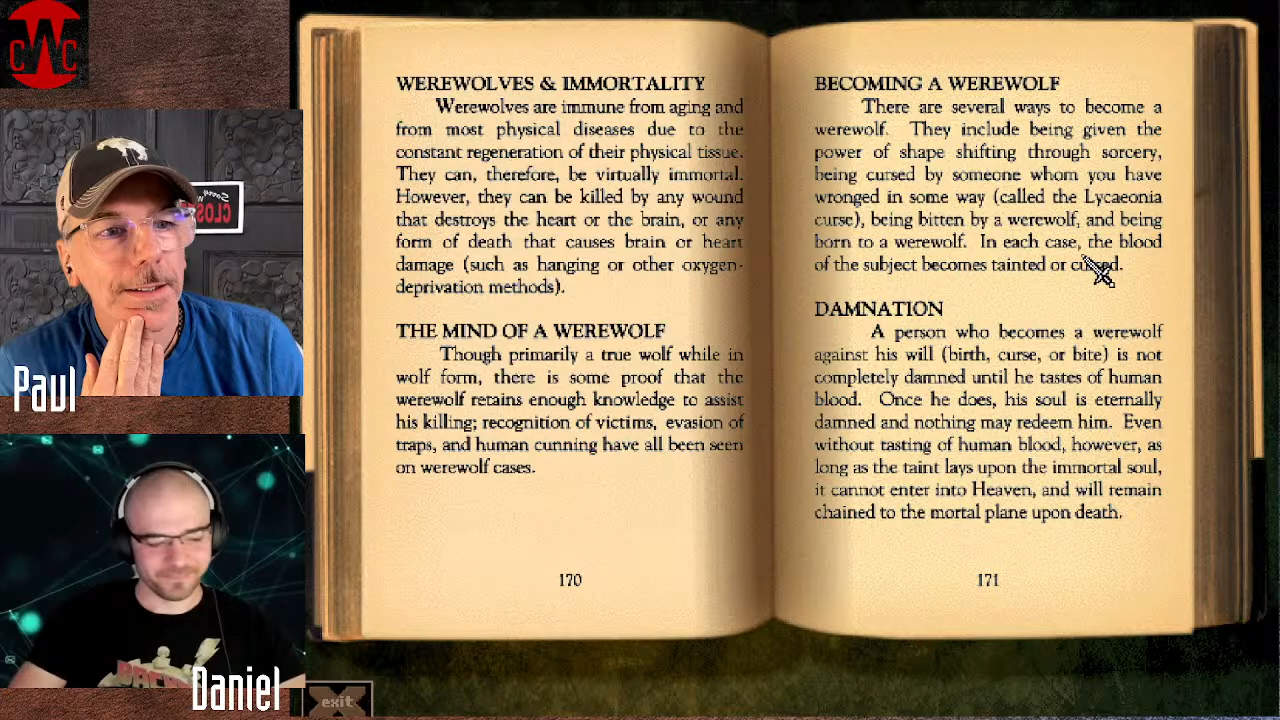 CWC
CLOS
Paul
Daniel
WEREWOLVES & IMMORTALITY
Werewolves are immune from aging and
from most physical diseases due to the
constant regeneration of their physical tissue.
They can, therefore, be virtually immortal.
However, they can be killed by any wound
that destroys the heart or the brain, or any
form of death that causes brain or heart
damage (such as hanging or other oxygen-
deprivation methods).
THE MIND OF A WEREWOLF
Though primarily a true wolf while in
wolf form, there is some proof that the
werewolf retains enough knowledge to assist
his killing; recognition of victims, evasion of
traps, and human cunning have all been seen
on werewolf cases.
170
BECOMING A WEREWOLF
There are several ways to become a
werewolf. They include being given the
power of shape shifting through sorcery,
being cursed by someone whom you have
wronged in some way (called the Lycaeonia
curse), being bitten by a werewolf, and being
born to a werewolf. In each case, the blood
of the subject becomes tainted or cursed.
DAMNATION
A person who becomes a werewolf
against his will (birth, curse, or bite) is not
completely damned until he tastes of human
blood. Once he does, his soul is eternally
damned and nothing may redeem him. Even
without tasting of human blood, however, as
long as the taint lays upon the immortal soul,
it cannot enter into Heaven, and will remain
chained to the mortal plane upon death.
171
exit